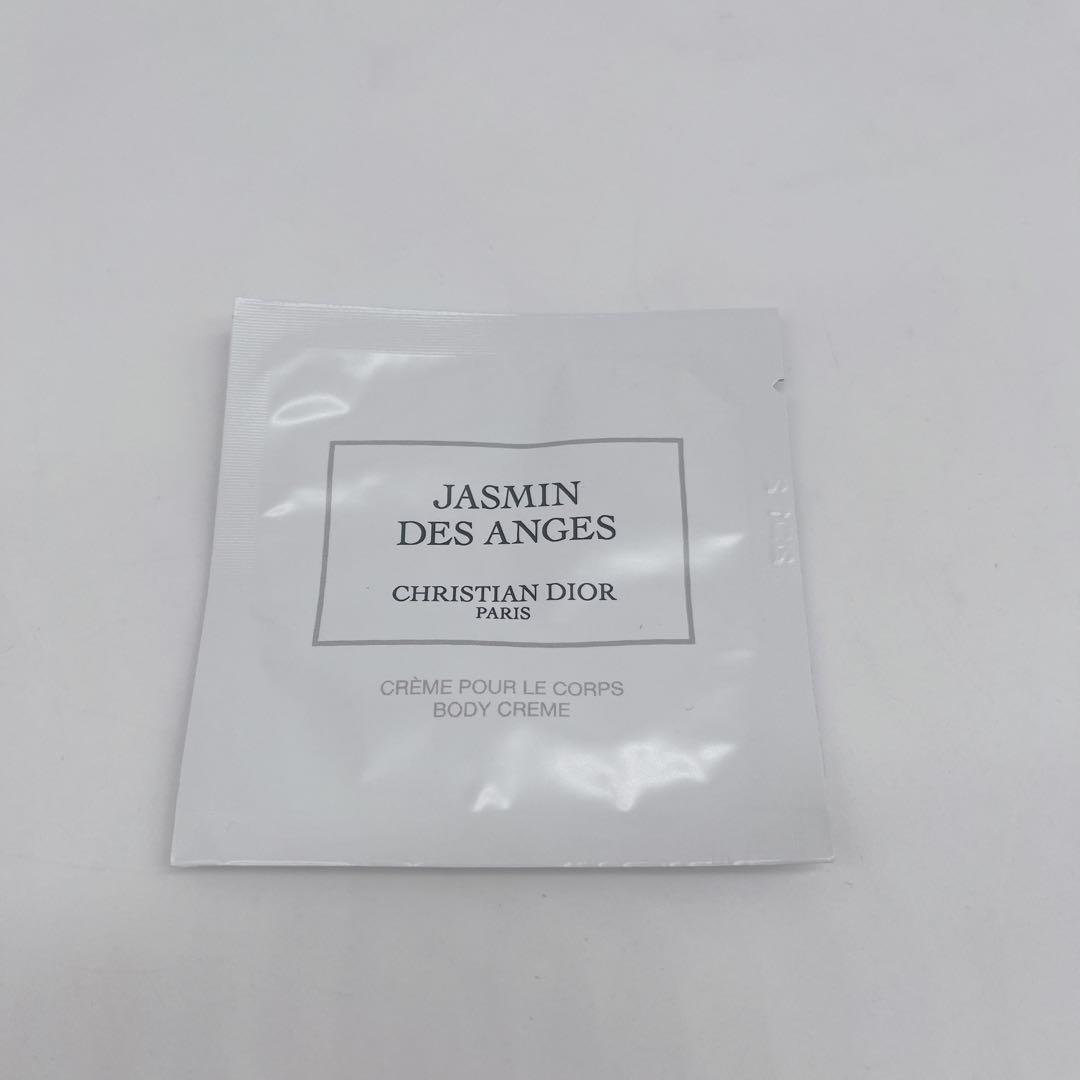 JASMIN
DES ANGES
CHRISTIAN DIOR
PARIS
CRÈME POUR LE CORPS
BODY CREME